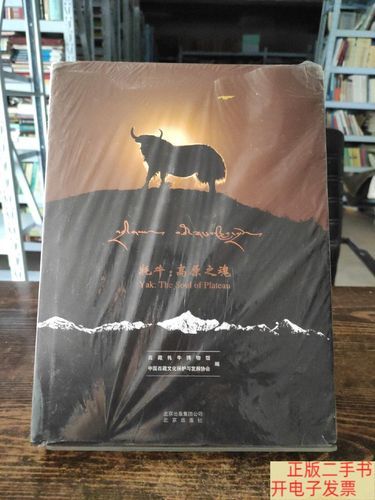 牦牛：高原之魂
Yak: The Soul of Plateau
西藏牦牛博物馆
中国西藏文化保护与发展协会
编
北京出版集团公司
北京出版社
正版二手书
开电子发票